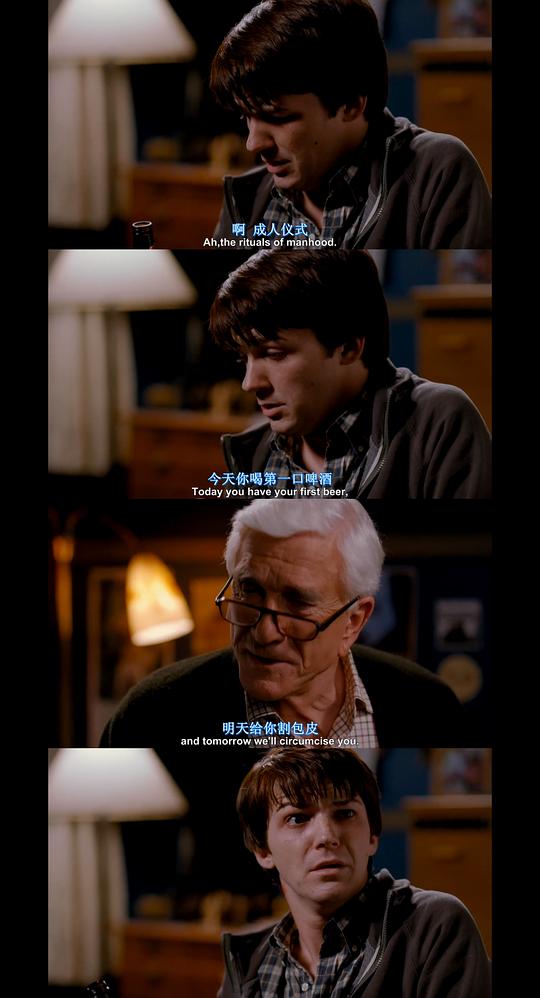 啊 成人仪式
Ah,the rituals of manhood.
今天你喝第一口啤酒
Today you have your first beer,
明天给你割包皮
and tomorrow we'll circumcise you.